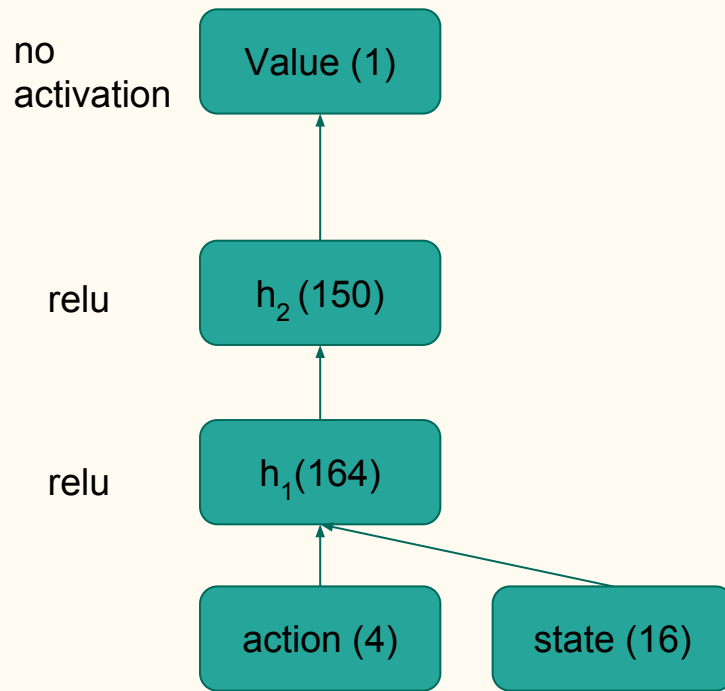 no
activation
Value (1)
relu
h₂ (150)
relu
h₁(164)
action (4)
state (16)